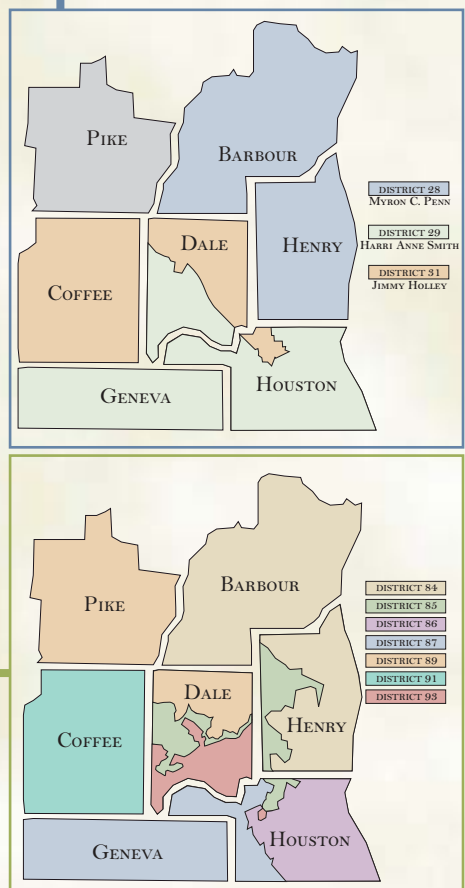 Pike
Barbour
DISTRICT 28
Myron C. Penn
DISTRICT 29
Harri Anne Smith
Dale
Henry
DISTRICT 31
Jimmy Holley
Coffee
Houston
Geneva
Barbour
DISTRICT 84
DISTRICT 85
DISTRICT 86
DISTRICT 87
DISTRICT 89
DISTRICT 91
DISTRICT 93
Pike
Dale
Henry
Coffee
Houston
Geneva